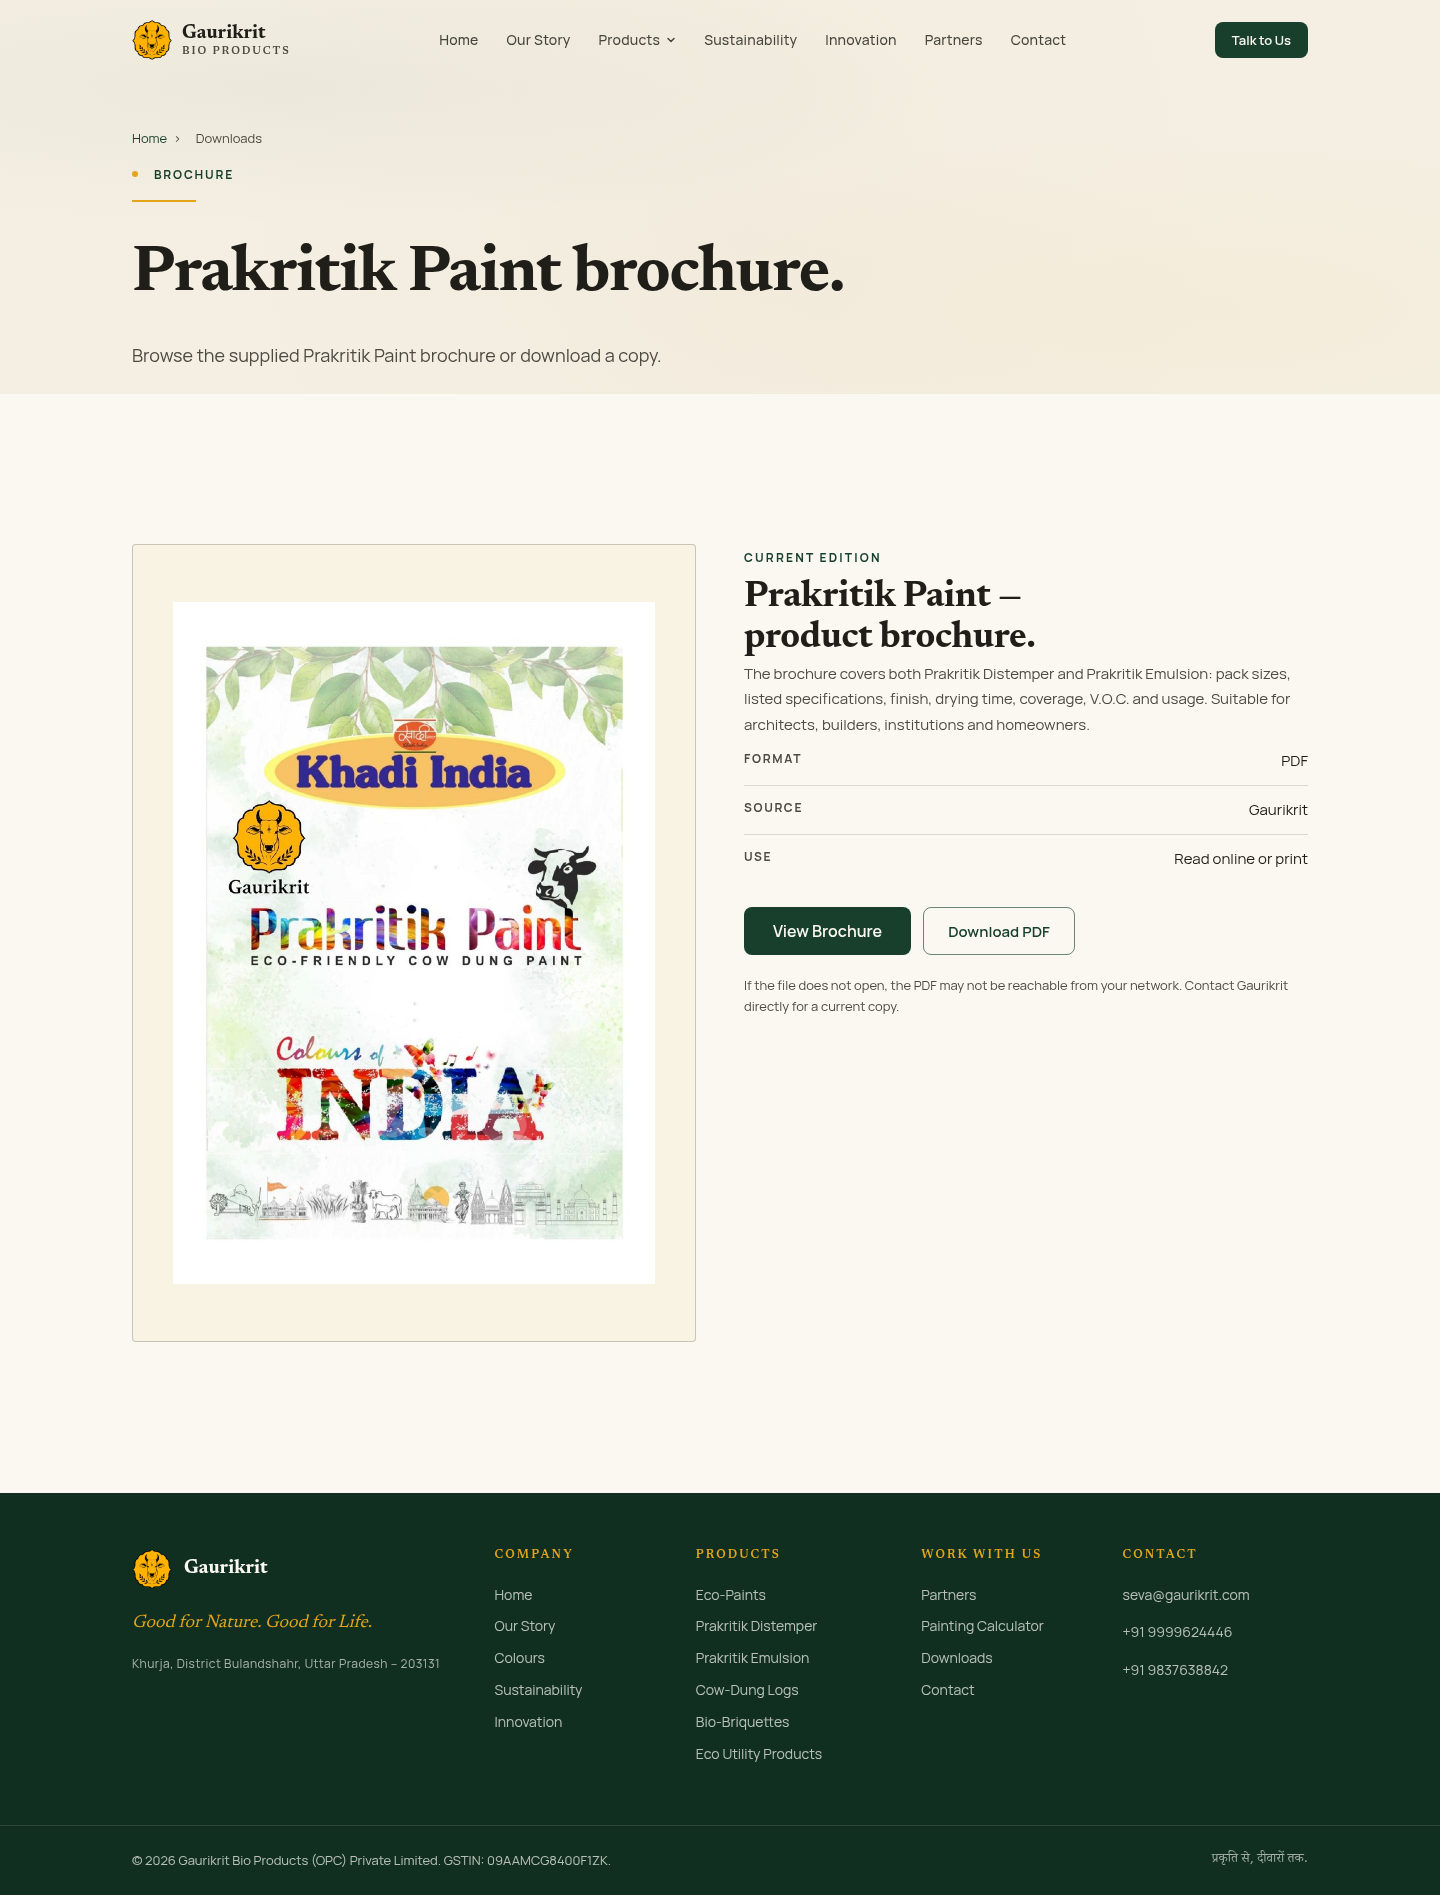 Gaurikrit
BIO PRODUCTS
Home
Our Story
Products
Sustainability
Innovation
Partners
Contact
Talk to Us
Home › Downloads
BROCHURE
Prakritik Paint brochure.
Browse the supplied Prakritik Paint brochure or download a copy.
खादी
Khadi India
Gaurikrit
Prakritik Paint
ECO-FRIENDLY COW DUNG PAINT
Colours of
INDIA
CURRENT EDITION
Prakritik Paint –
product brochure.
The brochure covers both Prakritik Distemper and Prakritik Emulsion: pack sizes,
listed specifications, finish, drying time, coverage, V.O.C. and usage. Suitable for
architects, builders, institutions and homeowners.
FORMAT
PDF
SOURCE
Gaurikrit
USE
Read online or print
View Brochure
Download PDF
If the file does not open, the PDF may not be reachable from your network. Contact Gaurikrit
directly for a current copy.
Gaurikrit
Good for Nature. Good for Life.
Khurja, District Bulandshahr, Uttar Pradesh – 203131
COMPANY
Home
Our Story
Colours
Sustainability
Innovation
PRODUCTS
Eco-Paints
Prakritik Distemper
Prakritik Emulsion
Cow-Dung Logs
Bio-Briquettes
Eco Utility Products
WORK WITH US
Partners
Painting Calculator
Downloads
Contact
CONTACT
seva@gaurikrit.com
+91 9999624446
+91 9837638842
© 2026 Gaurikrit Bio Products (OPC) Private Limited. GSTIN: 09AAMCG8400F1ZK.
प्रकृति से, दीवारों तक.